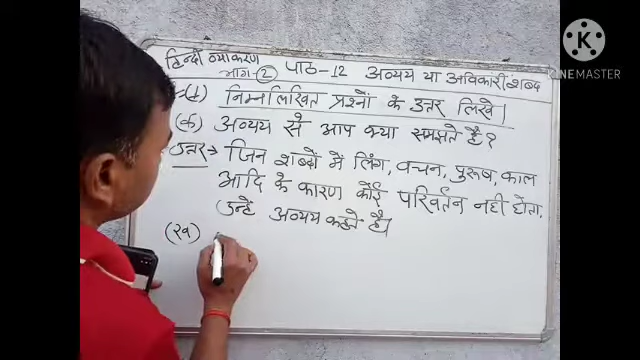 हिन्दी व्याकरण
भाग-2 पाठ-12 अव्यय या अविकारी शब्द
निम्नलिखित प्रश्नों के उत्तर लिखे।
(क) अव्यय से आप क्या समझते है?
उत्तर→ जिन शब्दों में लिंग, वचन, पुरूष, काल
आदि के कारण कोई परिवर्तन नही होता,
उन्हें अव्यय कहते है।
(ख)
KINEMASTER